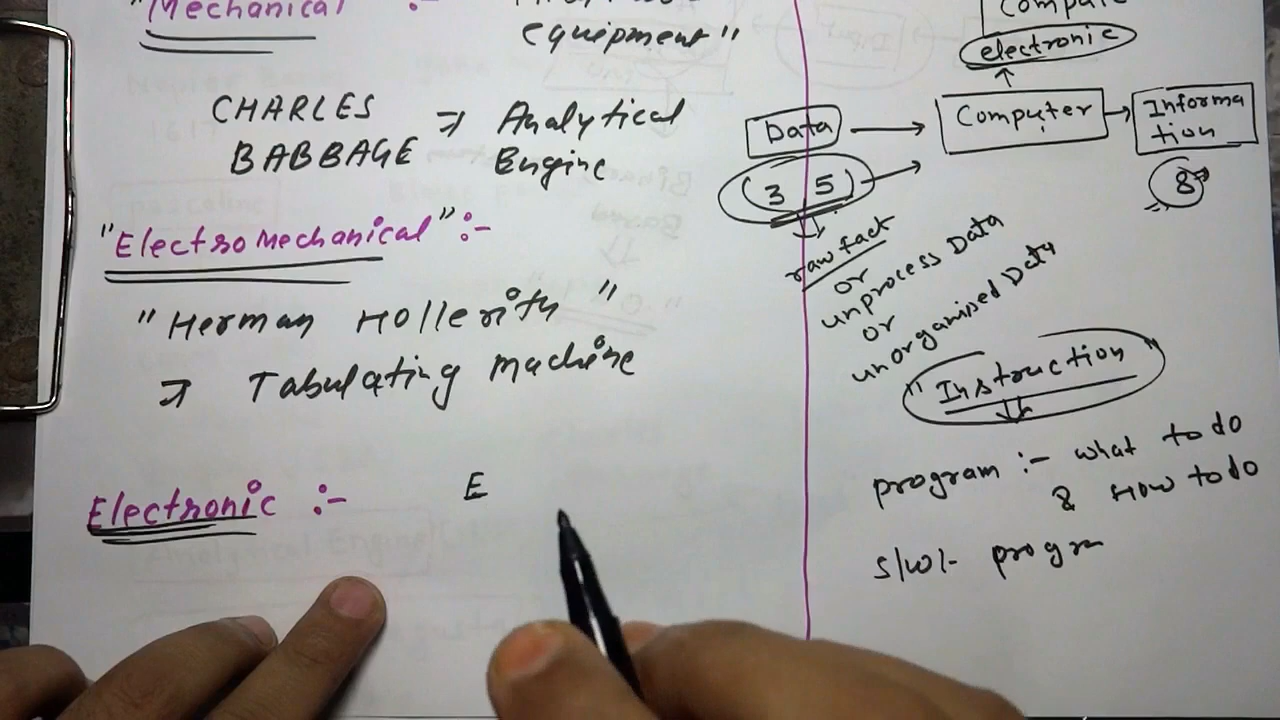 "Mechanical :-
equipment"
CHARLES BABBAGE ⇒ Analytical Engine
"Electromechanical" :-
"Herman Hollerith"
⇒ Tabulating machine
Electronic :- E
electronic
Data → Computer → Informa
tion
(3 5) → 8
raw fact
or
unprocess Data
or
unorganised Data
"Instruction"
program :- what to do
& How to do
s/w :- progr